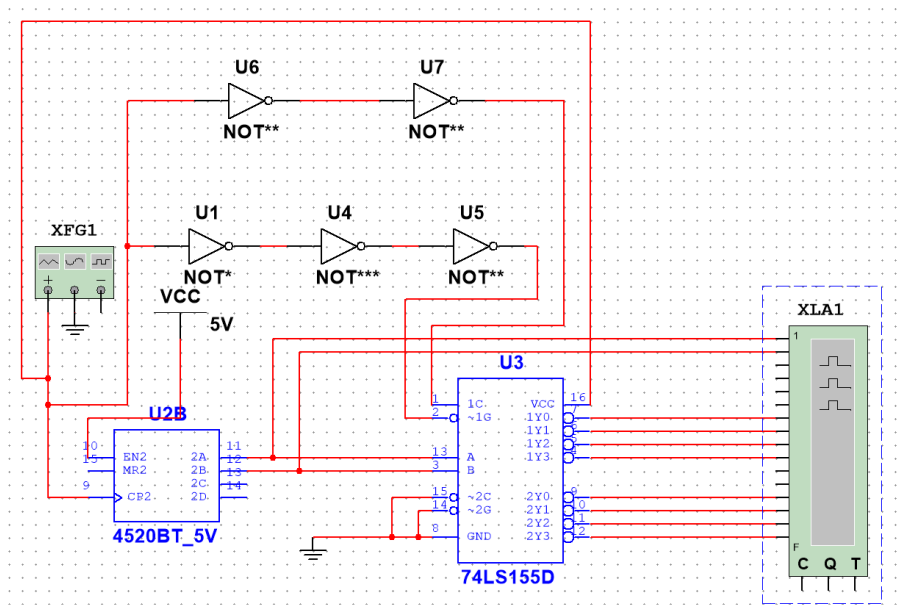 U6
U7
NOT**
NOT**
U1
U4
U5
XFG1
NOT*
NOT***
NOT**
VCC
5V
XLA1
1
U3
U2B
1
1C
VCC
16
2
~1G
1Y0
7
1Y1
6
1Y2
5
1Y3
4
10
EN2
2A
11
13
A
15
MR2
2B
12
3
B
2C
13
9
CP2
2D
14
15
~2C
2Y0
9
14
~2G
2Y1
10
2Y2
11
8
GND
2Y3
12
F
4520BT_5V
74LS155D
C Q T